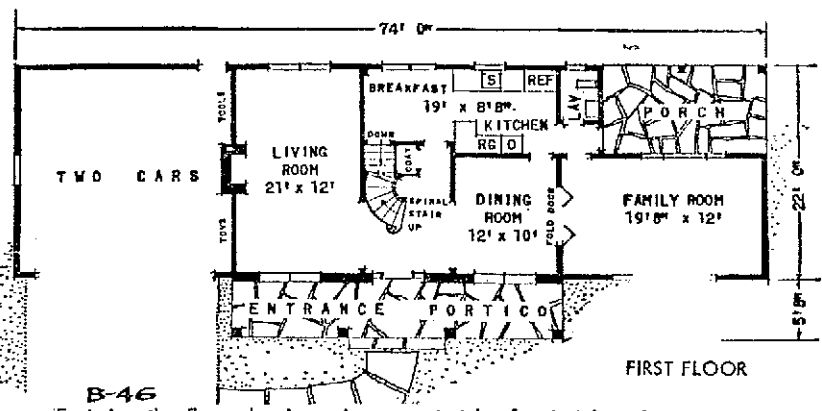 74' 0"
TOOLS
BREAKFAST
19' x 8'8"
S
REF
KITCHEN
RG O
LAV
PORCH
TWO CARS
LIVING
ROOM
21' x 12'
DOWN
COAT
SPIRAL
STAIR
UP
DINING
ROOM
12' x 10'
FOLD DOOR
FAMILY ROOM
19'8" x 12'
22' 0"
TOYS
ENTRANCE PORTICO
5'8"
FIRST FLOOR
B-46